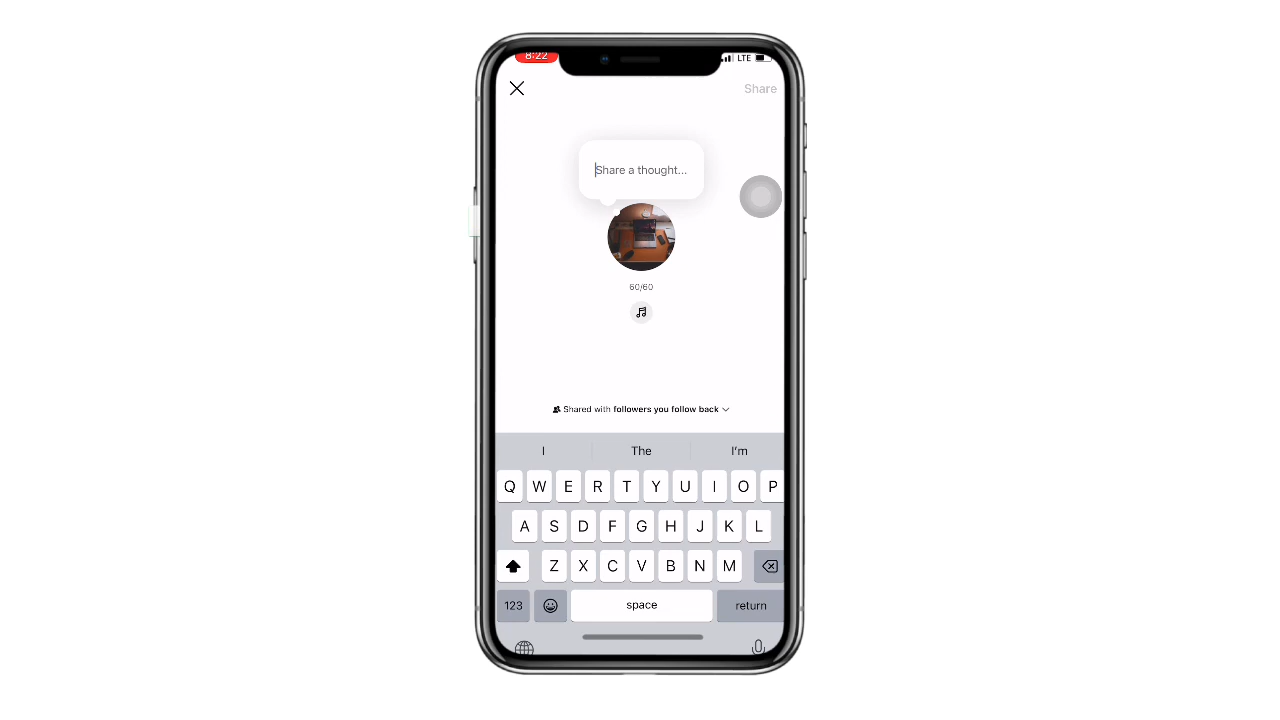 8:22 LTE
Share
Share a thought...
60/60
Shared with followers you follow back
I The I'm
Q W E R T Y U I O P
A S D F G H J K L
Z X C V B N M
123 space return